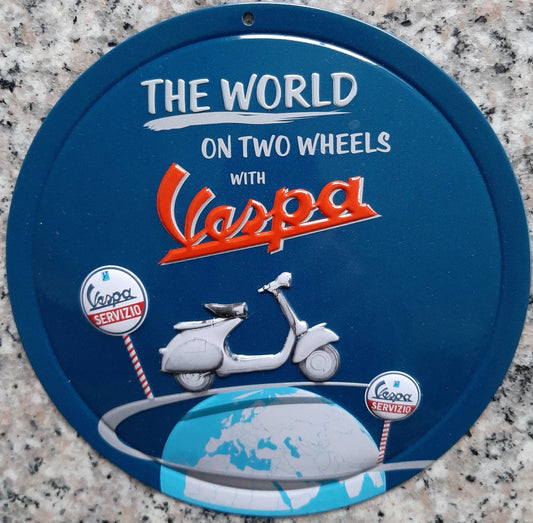 THE WORLD
ON TWO WHEELS
WITH
Vespa
Vespa
SERVIZIO
Vespa
SERVIZIO